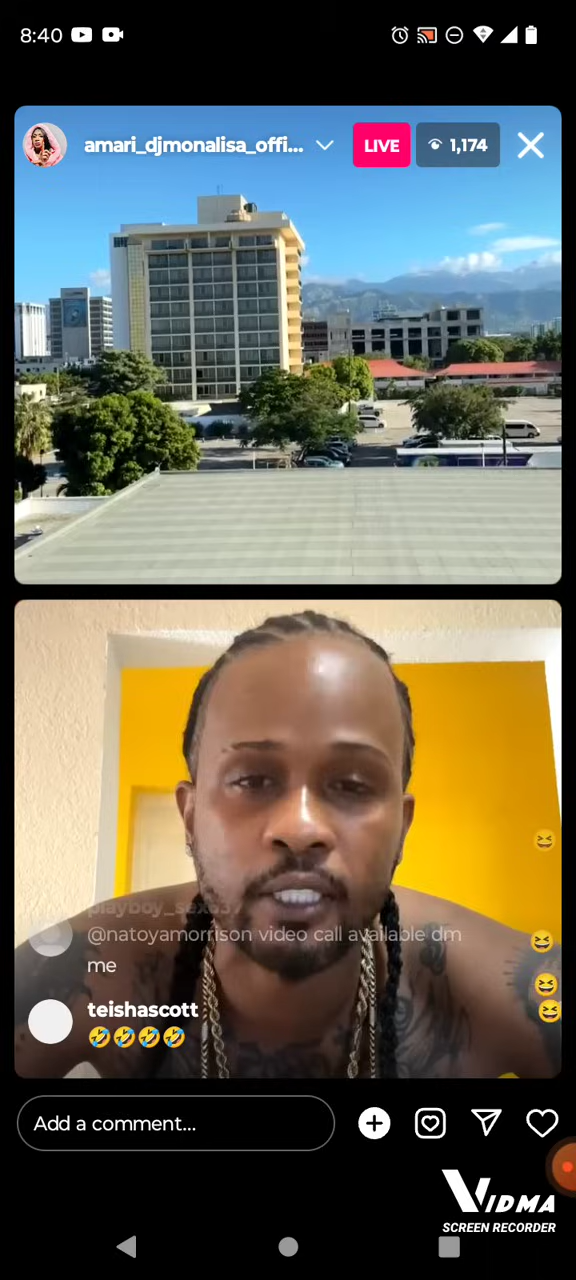 8:40
amari_djmonalisa_offi...
LIVE
1,174
@natoyamorrison video call available dm
me
teishascott
🤣🤣🤣🤣
Add a comment...
VIDMA
SCREEN RECORDER